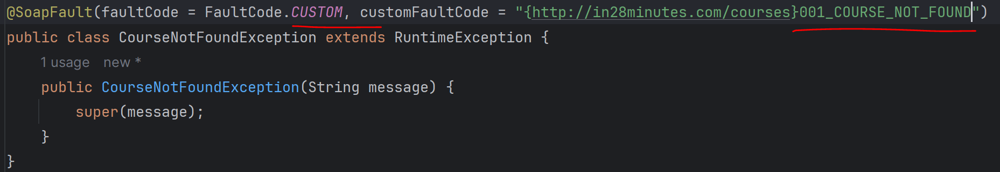 @SoapFault(faultCode = FaultCode.CUSTOM, customFaultCode = "{http://in28minutes.com/courses}001_COURSE_NOT_FOUND")
public class CourseNotFoundException extends RuntimeException {
1 usage new *
public CourseNotFoundException(String message) {
super(message);
}
}